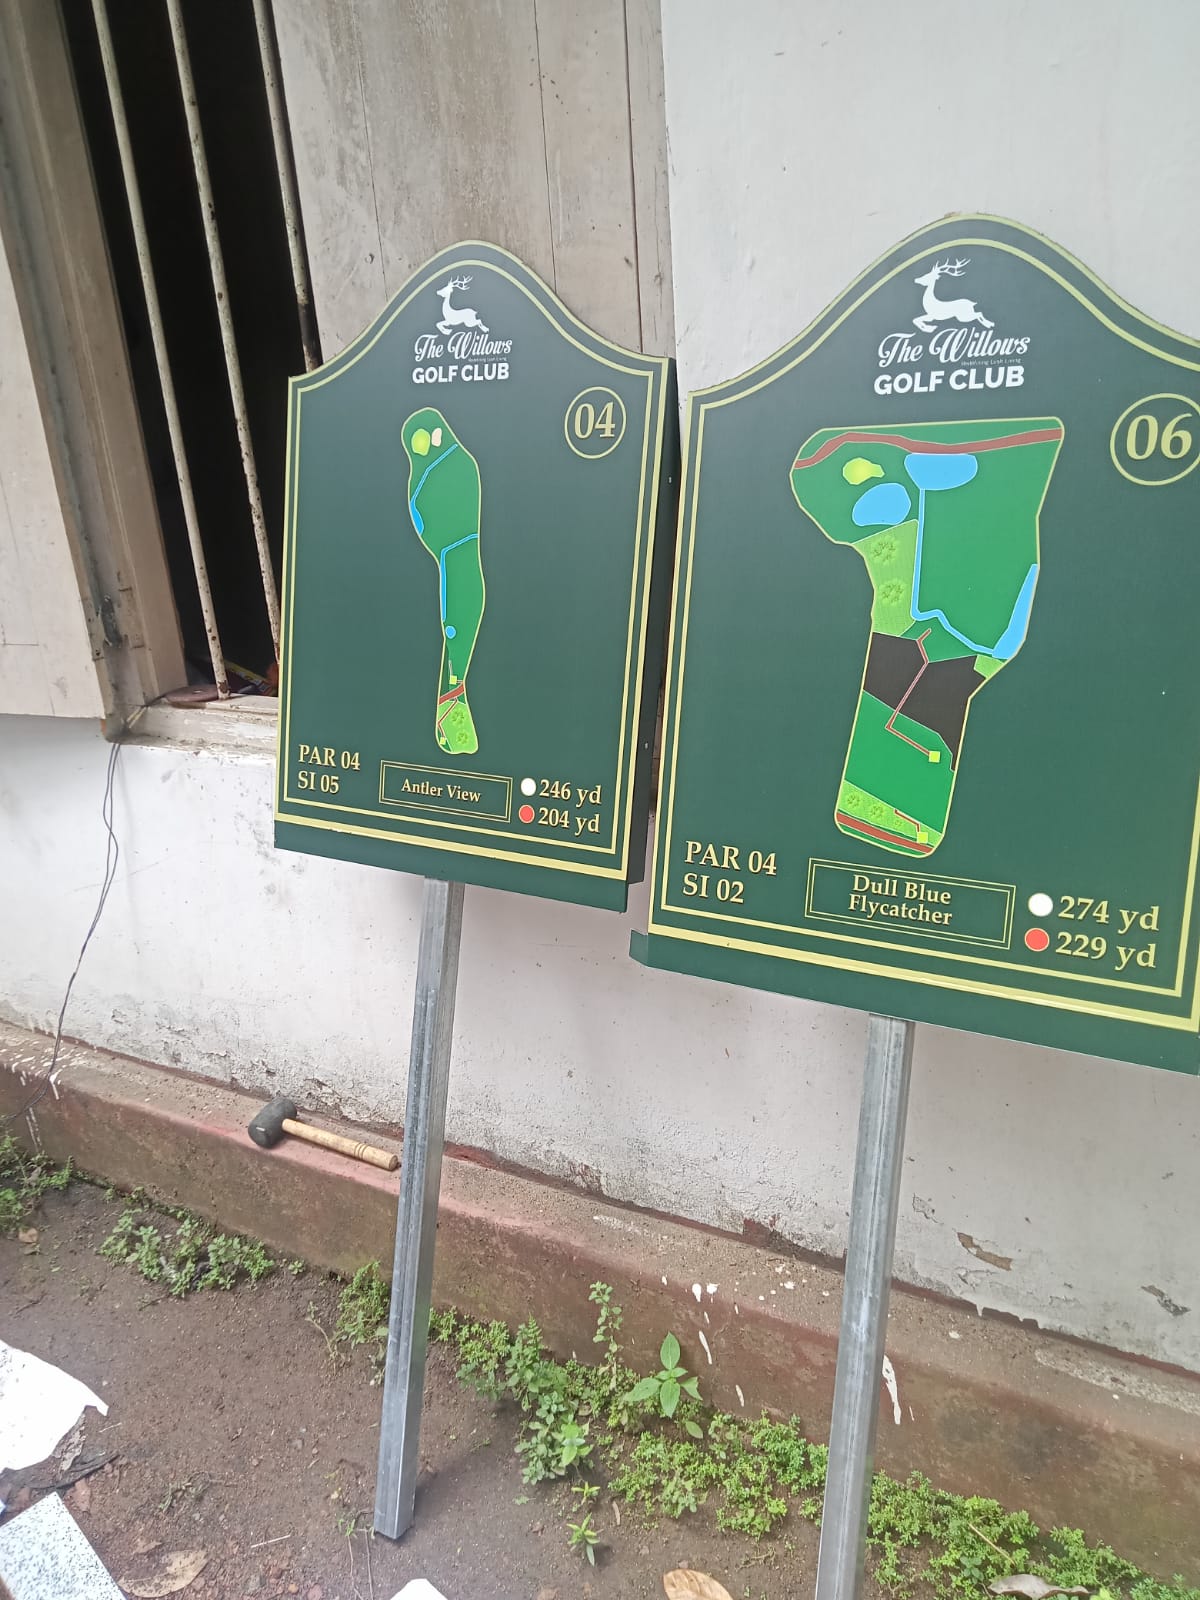 The Willows
GOLF CLUB
04
PAR 04
SI 05
Antler View
246 yd
204 yd
The Willows
GOLF CLUB
06
PAR 04
SI 02
Dull Blue
Flycatcher
274 yd
229 yd